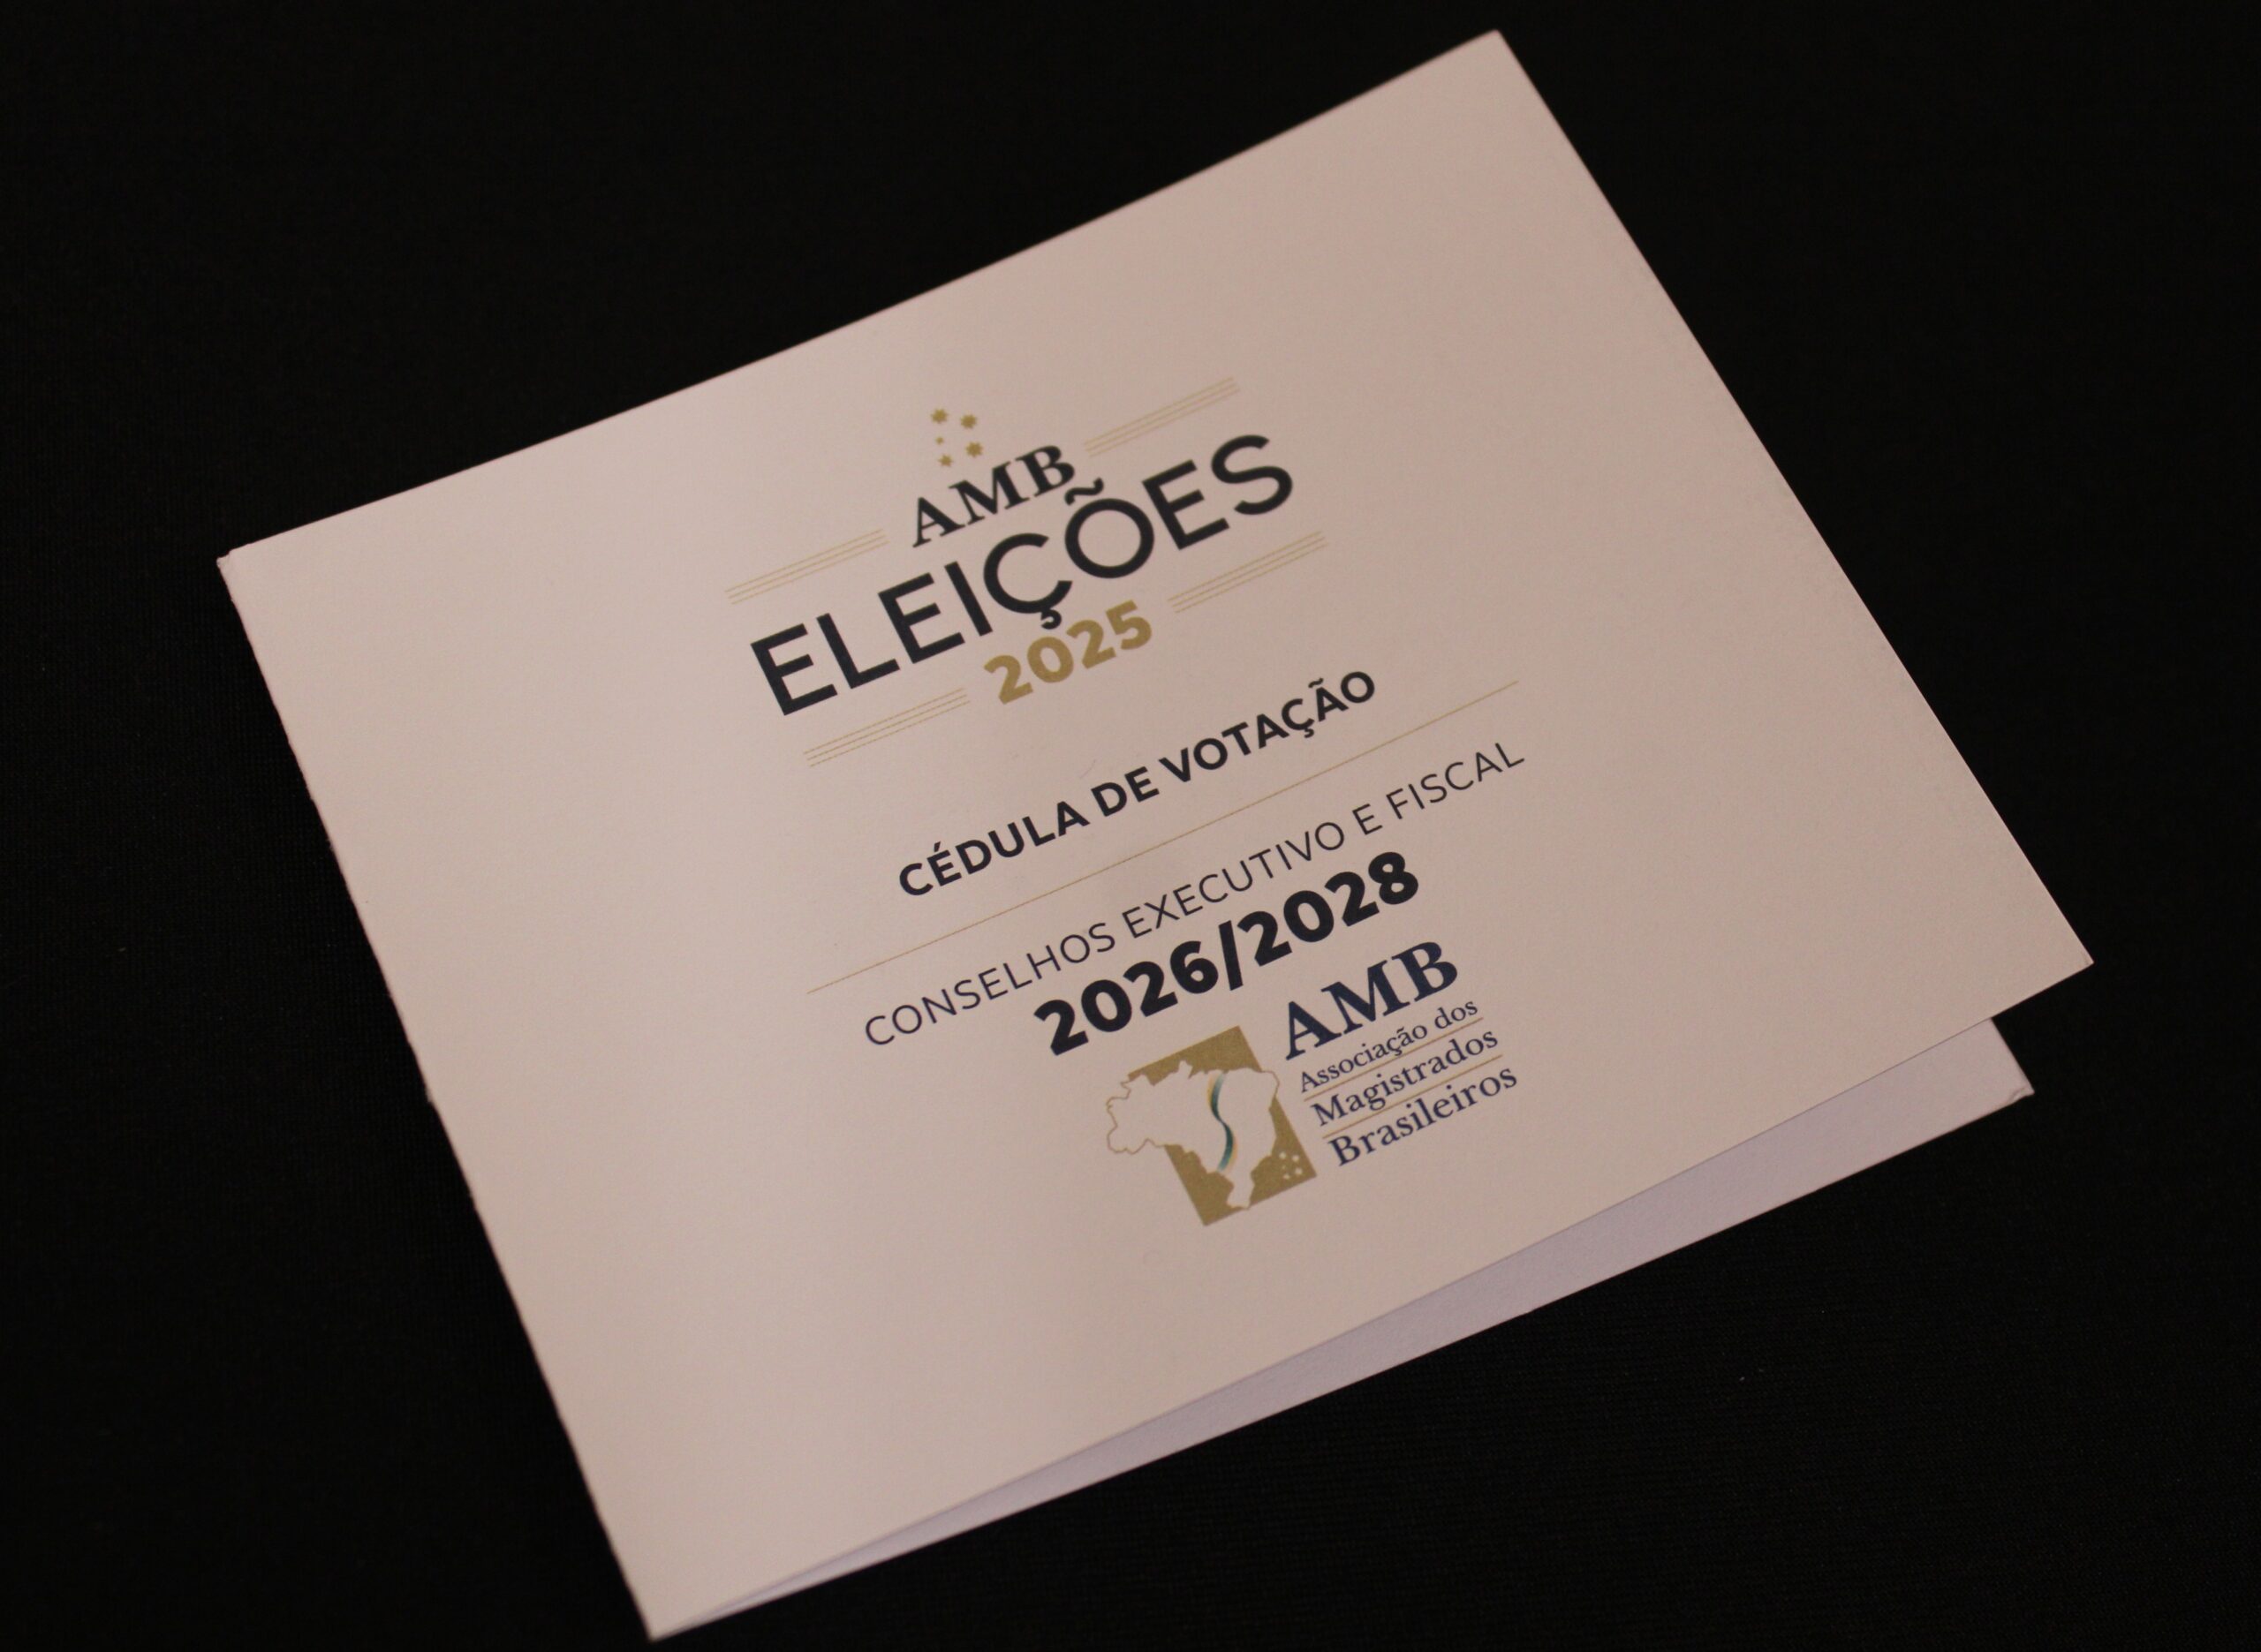 AMB
ELEIÇÕES
2025
CÉDULA DE VOTAÇÃO
CONSELHOS EXECUTIVO E FISCAL
2026/2028
AMB
Associação dos
Magistrados
Brasileiros